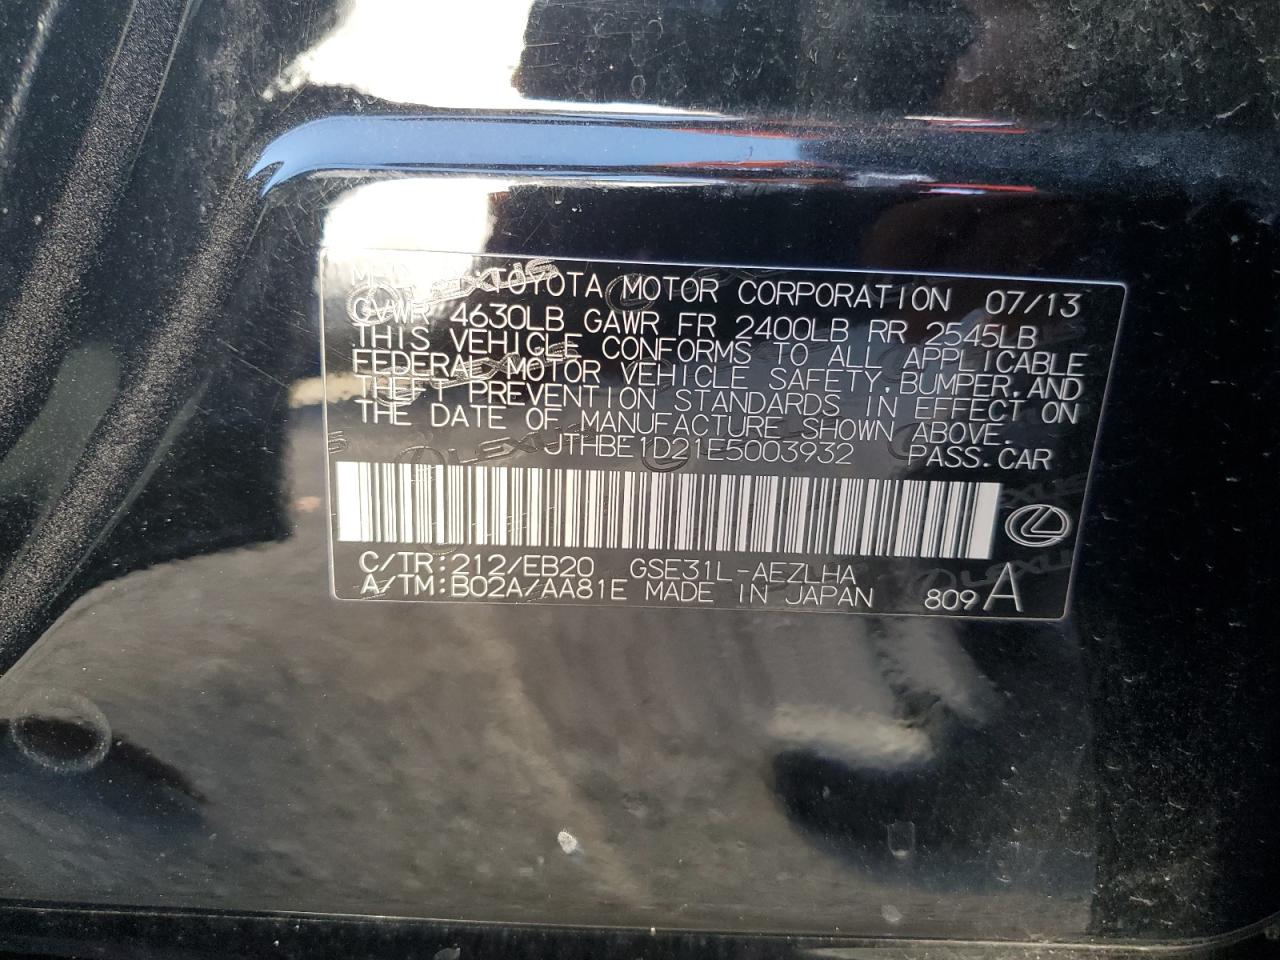 TOYOTA MOTOR CORPORATION 07/13
GVWR 4630LB GAWR FR 2400LB RR 2545LB
THIS VEHICLE CONFORMS TO ALL APPLICABLE
FEDERAL MOTOR VEHICLE SAFETY, BUMPER, AND
THEFT PREVENTION STANDARDS IN EFFECT ON
THE DATE OF MANUFACTURE SHOWN ABOVE.
JTHBE1D21E5003932 PASS.CAR
C/TR:212/EB20 GSE31L-AEZLHA
A/TM:B02A/AA81E MADE IN JAPAN 809 A